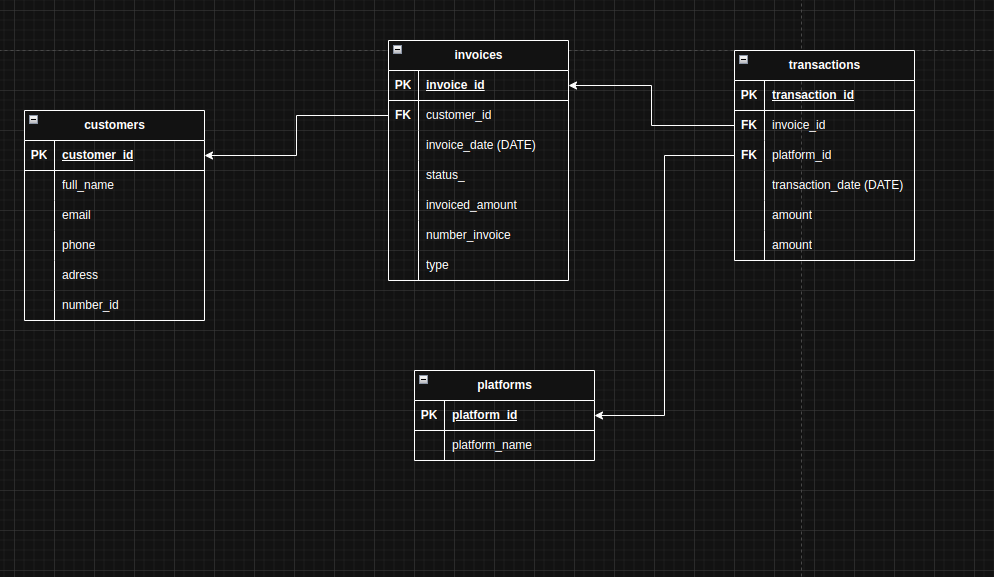 customers
PK customer_id
full_name
email
phone
adress
number_id
invoices
PK invoice_id
FK customer_id
invoice_date (DATE)
status_
invoiced_amount
number_invoice
type
transactions
PK transaction_id
FK invoice_id
FK platform_id
transaction_date (DATE)
amount
amount
platforms
PK platform_id
platform_name